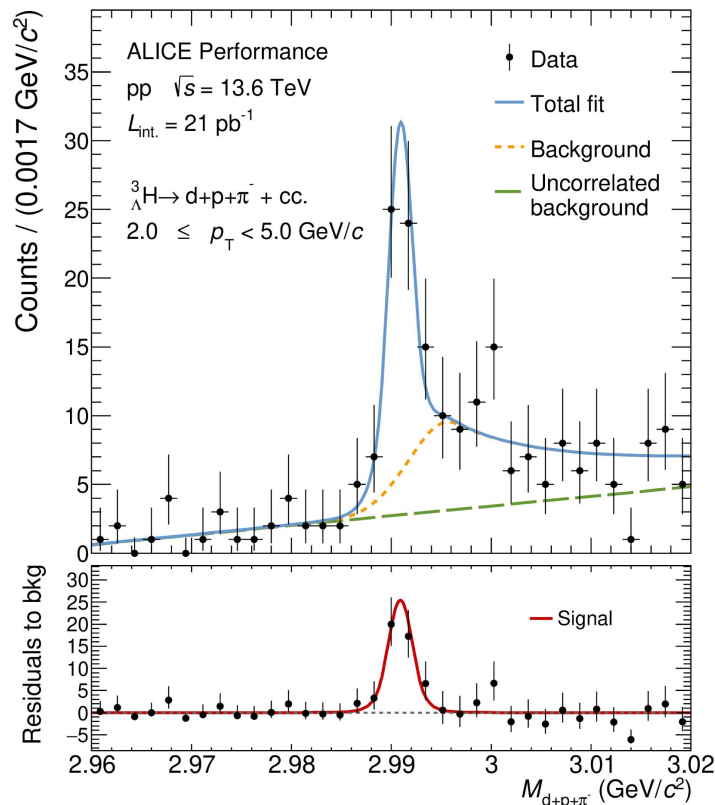 ALICE Performance
pp √s = 13.6 TeV
L_int. = 21 pb⁻¹
³_ΛH → d+p+π⁻ + cc.
2.0 ≤ p_T < 5.0 GeV/c
Data
Total fit
Background
Uncorrelated
background
Counts / (0.0017 GeV/c²)
35
30
25
20
15
10
5
0
Signal
Residuals to bkg
30
25
20
15
10
5
0
−5
2.96 2.97 2.98 2.99 3 3.01 3.02
M_d+p+π⁻ (GeV/c²)